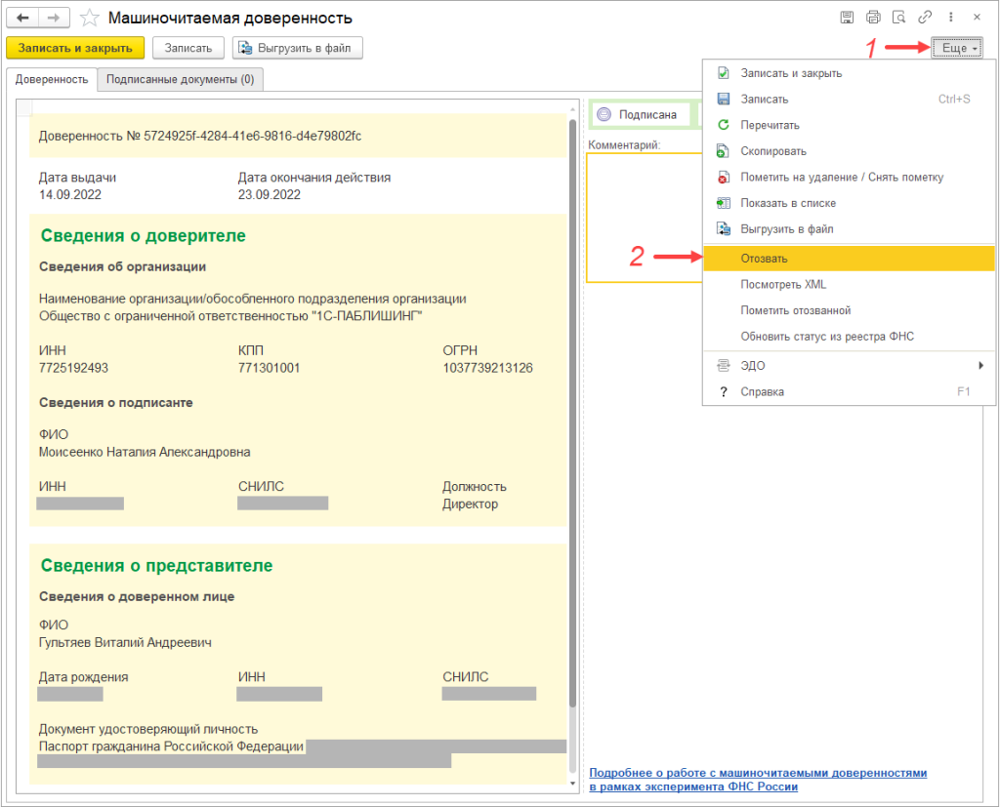 Машиночитаемая доверенность
Записать и закрыть
Записать
Выгрузить в файл
1
Еще
Доверенность
Подписанные документы (0)
Доверенность № 5724925f-4284-41e6-9816-d4e79802fc
Дата выдачи
Дата окончания действия
14.09.2022
23.09.2022
Сведения о доверителе
Сведения об организации
Наименование организации/обособленного подразделения организации
Общество с ограниченной ответственностью "1С-ПАБЛИШИНГ"
ИНН
КПП
ОГРН
7725192493
771301001
1037739213126
Сведения о подписанте
ФИО
Моисеенко Наталия Александровна
ИНН
СНИЛС
Должность
Директор
Сведения о представителе
Сведения о доверенном лице
ФИО
Гультяев Виталий Андреевич
Дата рождения
ИНН
СНИЛС
Документ удостоверяющий личность
Паспорт гражданина Российской Федерации
Подписана
Комментарий:
Записать и закрыть
Записать
Ctrl+S
Перечитать
Скопировать
Пометить на удаление / Снять пометку
Показать в списке
Выгрузить в файл
2
Отозвать
Посмотреть XML
Пометить отозванной
Обновить статус из реестра ФНС
ЭДО
? Справка
F1
Подробнее о работе с машиночитаемыми доверенностями
в рамках эксперимента ФНС России